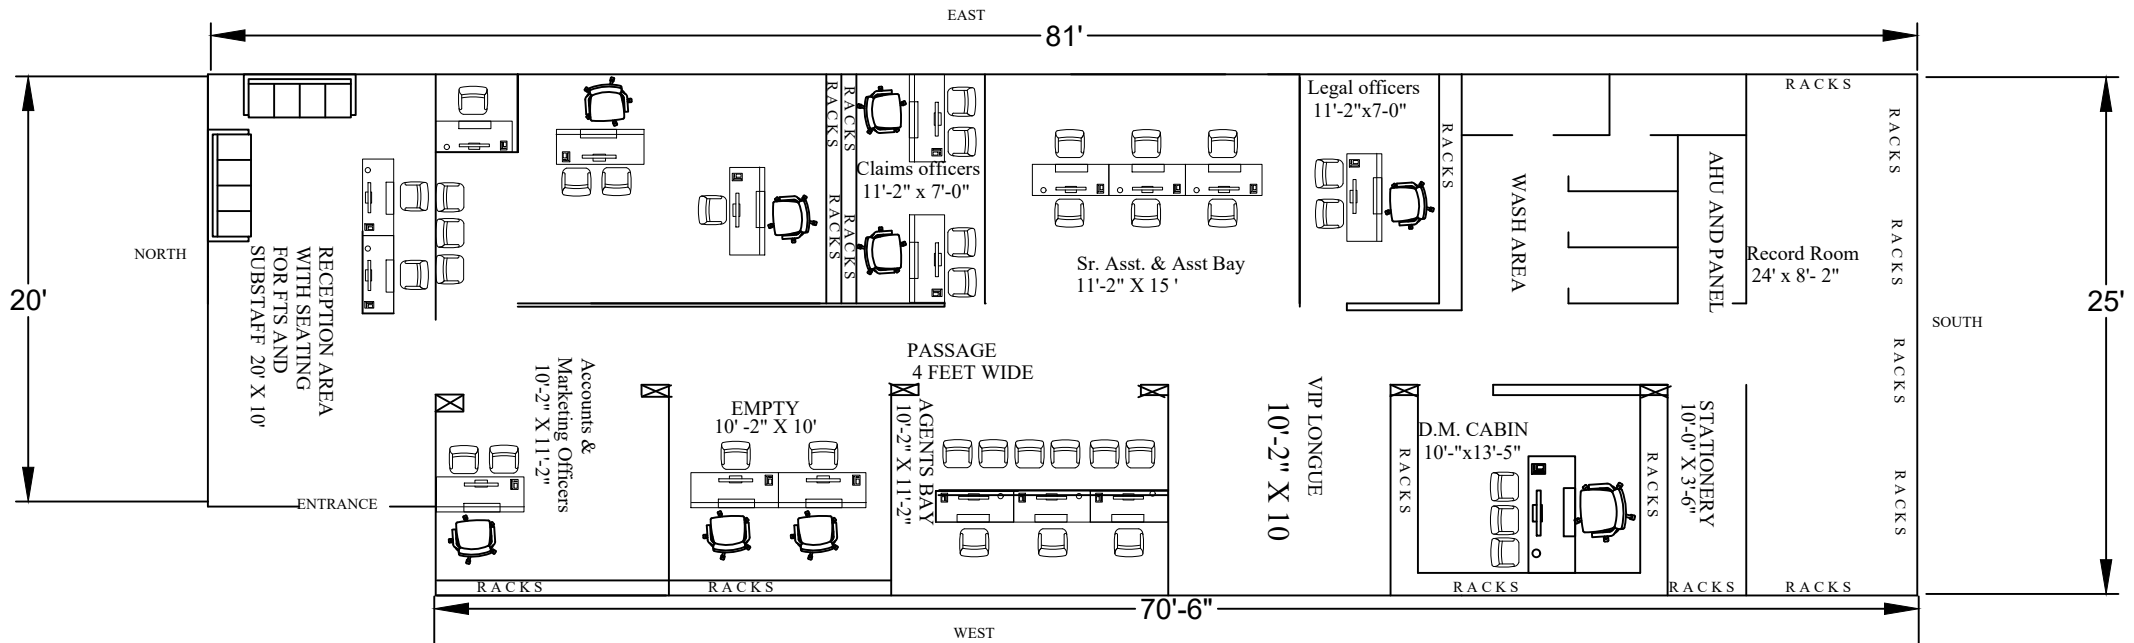 EAST
81'
NORTH
20'
25'
SOUTH
RACKS
RACKS
RACKS
RACKS
RACKS
Claims officers
11'-2" x 7'-0"
Legal officers
11'-2"x7-0"
RACKS
RACKS
RACKS
RACKS
RACKS
RACKS
WASH AREA
AHU AND PANEL
Record Room
24' x 8'- 2"
Sr. Asst. & Asst Bay
11'-2" X 15 '
RECEPTION AREA
WITH SEATING
FOR FTS AND
SUBSTAFF 20' X 10'
PASSAGE
4 FEET WIDE
Accounts &
Marketing Officers
10'-2" X 11'-2"
EMPTY
10' -2" X 10'
AGENTS BAY
10'-2" X 11'-2"
VIP LONGUE
10'-2" X 10
D.M. CABIN
10'-"x13'-5"
RACKS
RACKS
STATIONERY
10'-0" X 3'-6"
ENTRANCE
RACKS
RACKS
RACKS
RACKS
RACKS
70'-6"
WEST